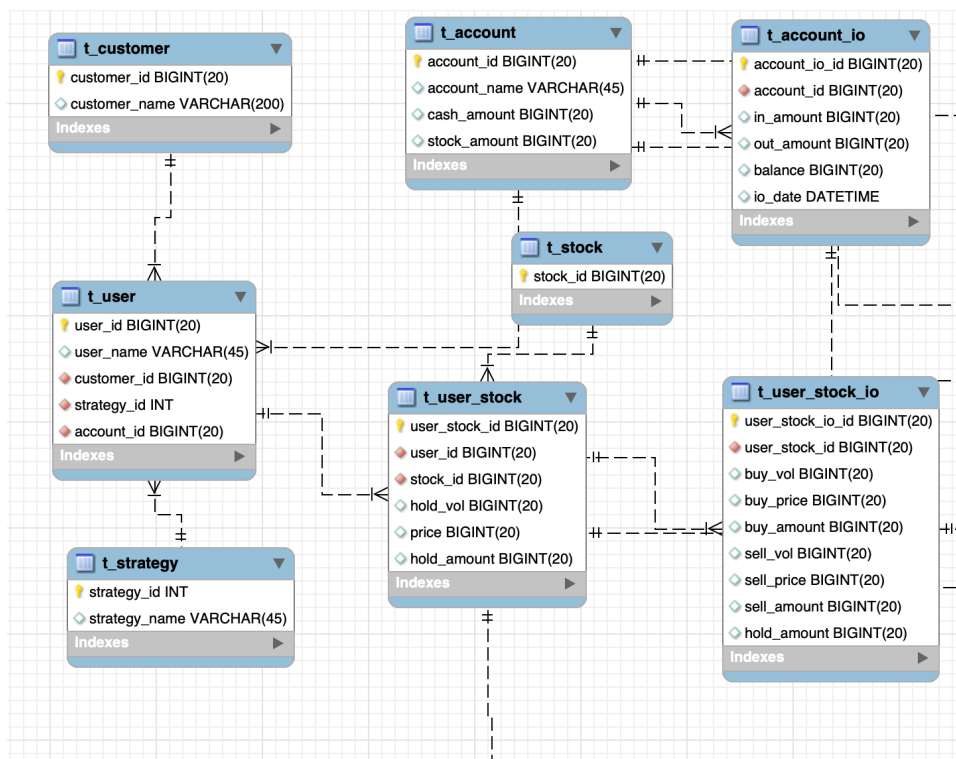 t_customer
customer_id BIGINT(20)
customer_name VARCHAR(200)
Indexes
t_account
account_id BIGINT(20)
account_name VARCHAR(45)
cash_amount BIGINT(20)
stock_amount BIGINT(20)
Indexes
t_account_io
account_io_id BIGINT(20)
account_id BIGINT(20)
in_amount BIGINT(20)
out_amount BIGINT(20)
balance BIGINT(20)
io_date DATETIME
Indexes
t_stock
stock_id BIGINT(20)
Indexes
t_user
user_id BIGINT(20)
user_name VARCHAR(45)
customer_id BIGINT(20)
strategy_id INT
account_id BIGINT(20)
Indexes
t_user_stock
user_stock_id BIGINT(20)
user_id BIGINT(20)
stock_id BIGINT(20)
hold_vol BIGINT(20)
price BIGINT(20)
hold_amount BIGINT(20)
Indexes
t_user_stock_io
user_stock_io_id BIGINT(20)
user_stock_id BIGINT(20)
buy_vol BIGINT(20)
buy_price BIGINT(20)
buy_amount BIGINT(20)
sell_vol BIGINT(20)
sell_price BIGINT(20)
sell_amount BIGINT(20)
hold_amount BIGINT(20)
Indexes
t_strategy
strategy_id INT
strategy_name VARCHAR(45)
Indexes